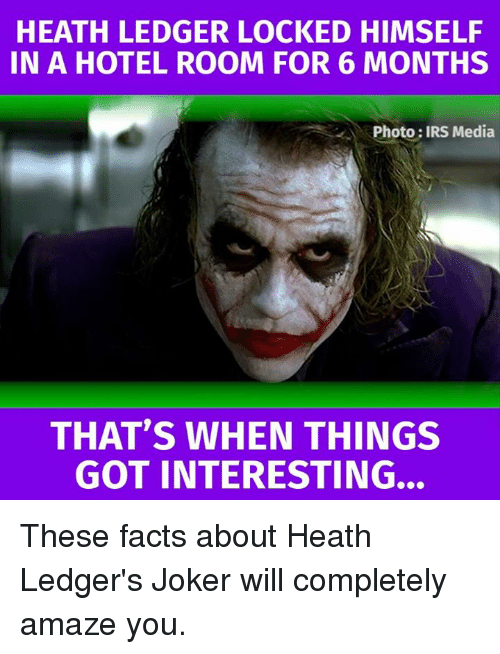 HEATH LEDGER LOCKED HIMSELF
IN A HOTEL ROOM FOR 6 MONTHS
Photo: IRS Media
THAT'S WHEN THINGS
GOT INTERESTING...
These facts about Heath
Ledger's Joker will completely
amaze you.